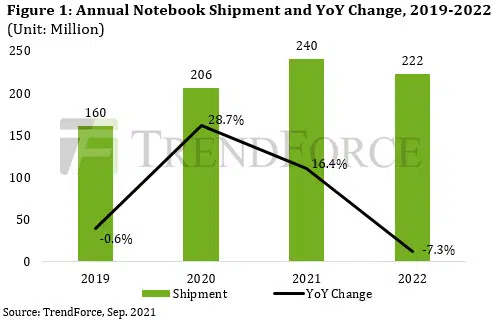 Figure 1: Annual Notebook Shipment and YoY Change, 2019-2022
(Unit: Million)
250
200
150
100
50
0
160
206
240
222
-0.6%
28.7%
16.4%
-7.3%
TRENDFORCE
2019 2020 2021 2022
Shipment YoY Change
Source: TrendForce, Sep. 2021